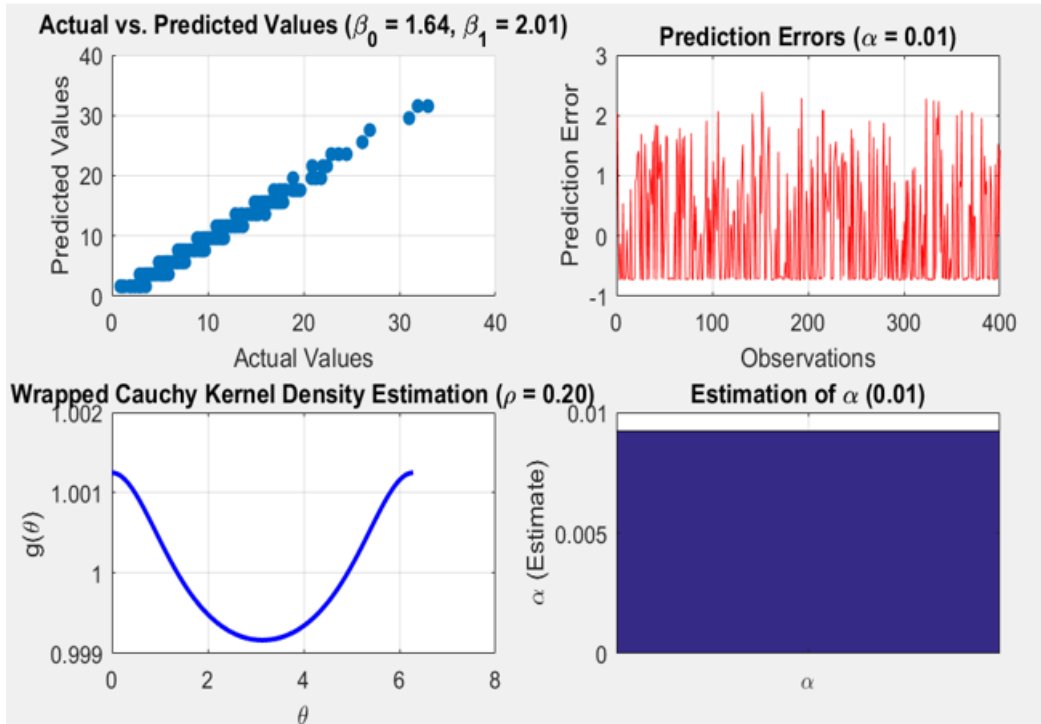 Actual vs. Predicted Values (β₀ = 1.64, β₁ = 2.01)
Predicted Values
40
30
20
10
0
0 10 20 30 40
Actual Values
Prediction Errors (α = 0.01)
Prediction Error
3
2
1
0
-1
0 100 200 300 400
Observations
Wrapped Cauchy Kernel Density Estimation (ρ = 0.20)
g(θ)
1.002
1.001
1
0.999
0 2 4 6 8
θ
Estimation of α (0.01)
α (Estimate)
0.01
0.005
0
α